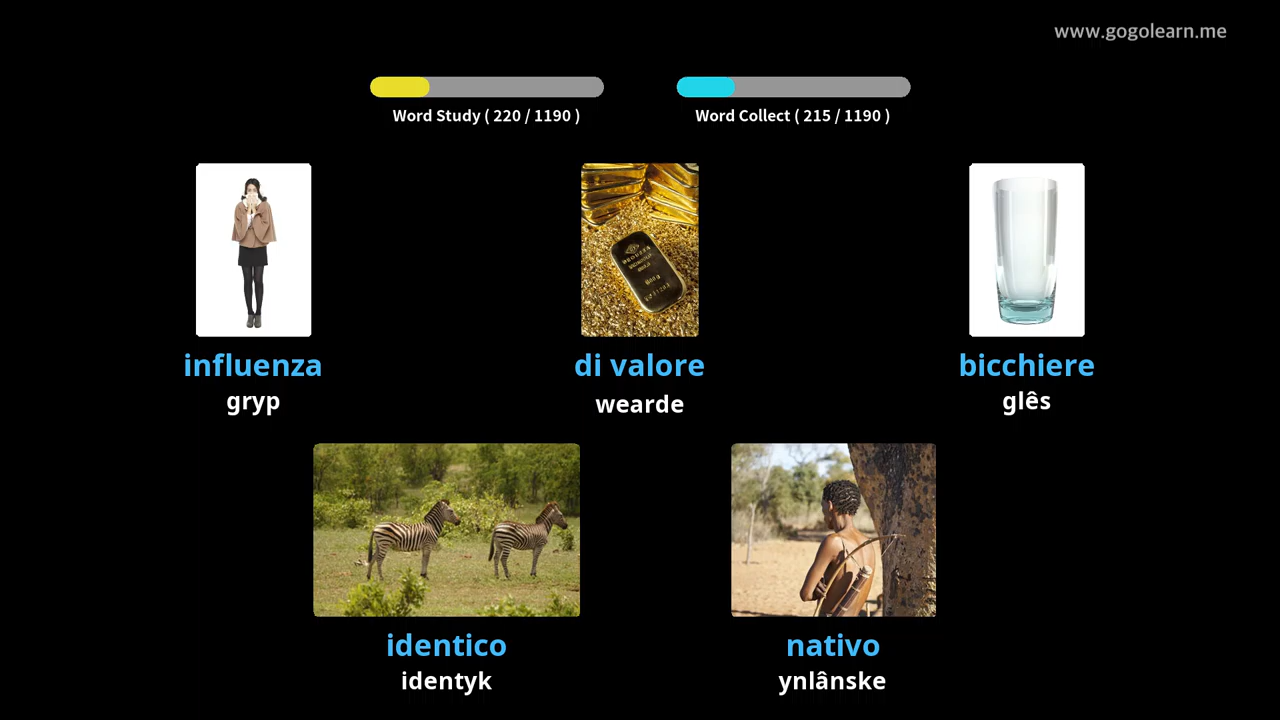 www.gogolearn.me
Word Study ( 220 / 1190 )
Word Collect ( 215 / 1190 )
influenza
gryp
di valore
wearde
bicchiere
glês
identico
identyk
nativo
ynlânske